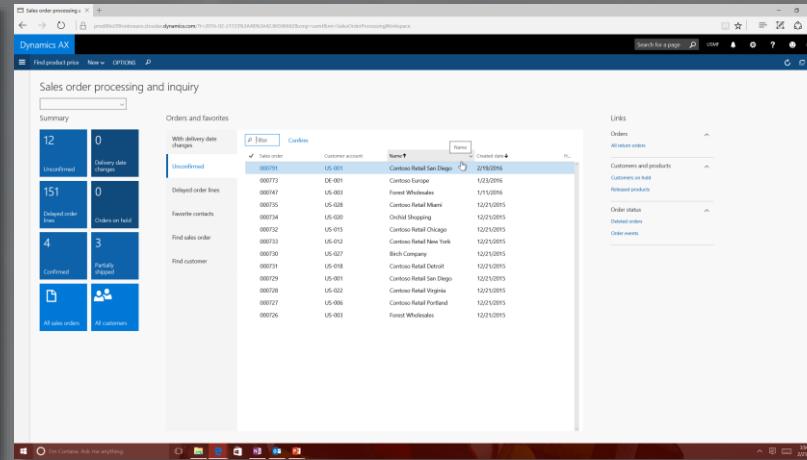 Sales order processing a
dynamics.com
Dynamics AX
Search for a page
USMF
Find product price New OPTIONS
Sales order processing and inquiry
Summary
12
Unconfirmed
0
Delivery date changes
151
Delayed order lines
0
Orders on hold
4
Confirmed
3
Partially shipped
All sales orders
All customers
Orders and favorites
With delivery date changes
Unconfirmed
Delayed order lines
Favorite contacts
Find sales order
Find customer
filter Confirm
Name
Sales order Customer account Name Created date
000791 US-001 Contoso Retail San Diego 2/19/2016
000773 DE-001 Contoso Europe 1/23/2016
000747 US-003 Forest Wholesales 1/11/2016
000735 US-028 Contoso Retail Miami 12/21/2015
000734 US-020 Orchid Shopping 12/21/2015
000732 US-015 Contoso Retail Chicago 12/21/2015
000733 US-012 Contoso Retail New York 12/21/2015
000730 US-027 Birch Company 12/21/2015
000731 US-018 Contoso Retail Detroit 12/21/2015
000729 US-001 Contoso Retail San Diego 12/21/2015
000728 US-022 Contoso Retail Virginia 12/21/2015
000727 US-006 Contoso Retail Portland 12/21/2015
000726 US-003 Forest Wholesales 12/21/2015
Links
Orders
All return orders
Customers and products
Customers on hold
Released products
Order status
Deleted orders
Order events
I'm Cortana. Ask me anything.